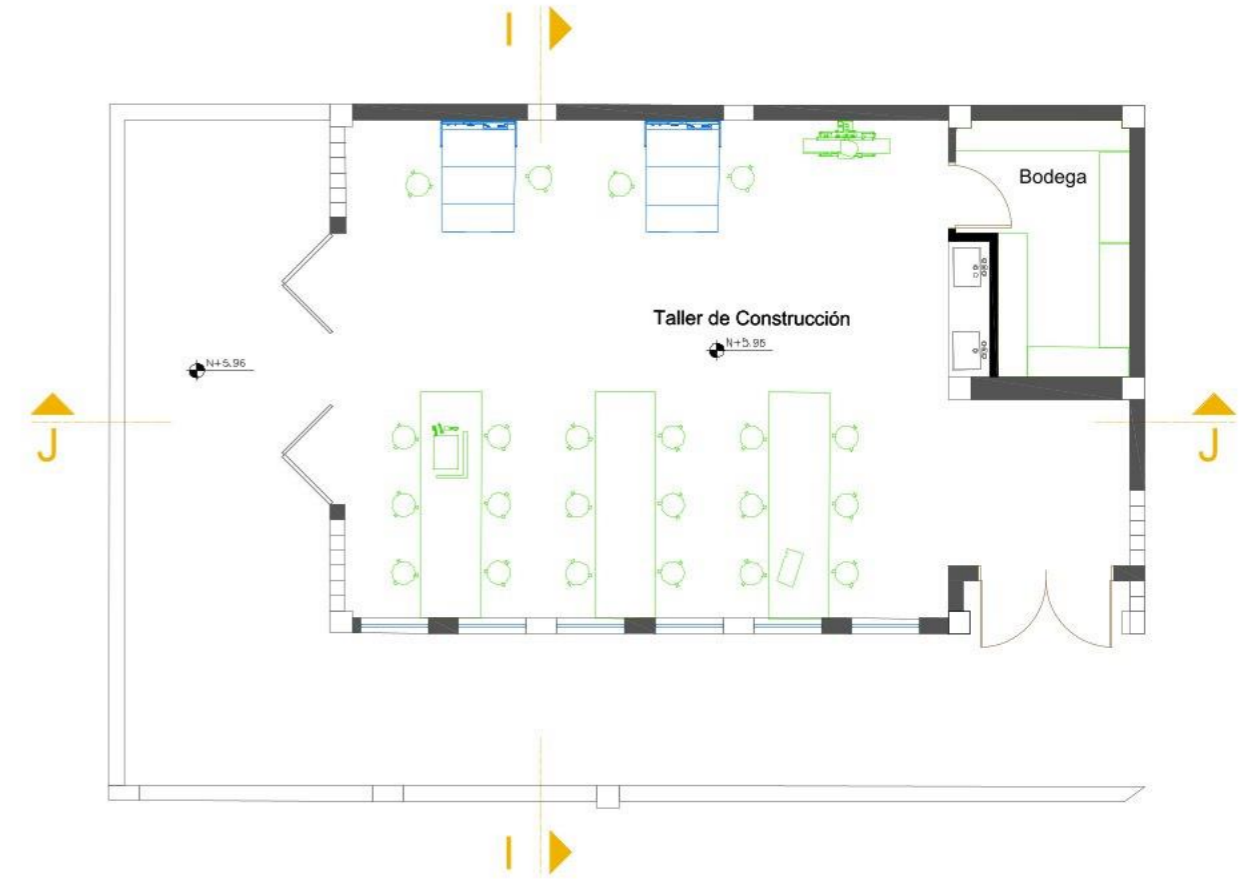 I
Bodega
Taller de Construcción
N+5.95
N+5.96
J
J
I